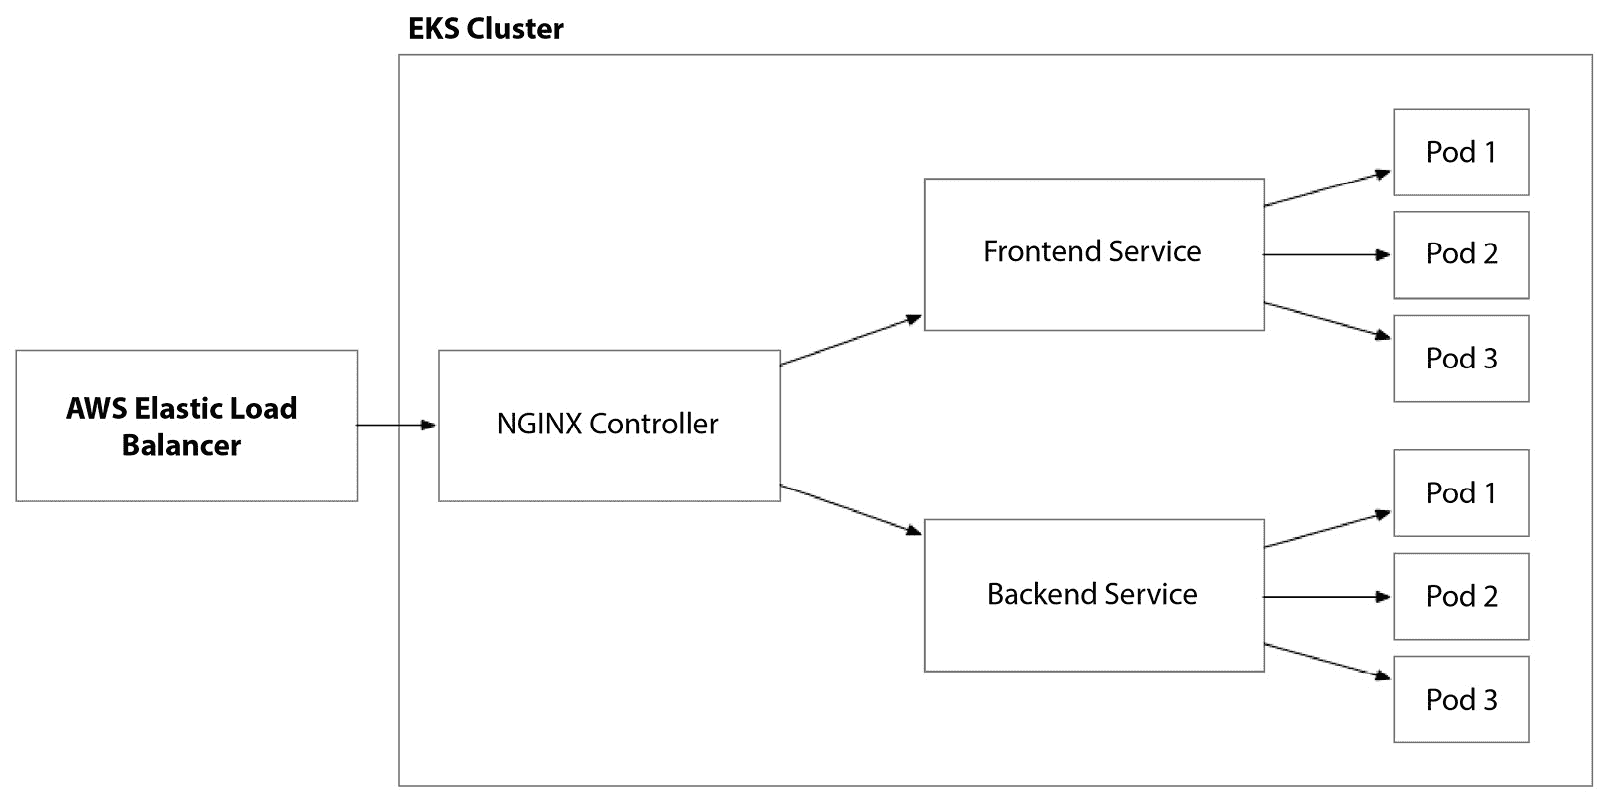 EKS Cluster
AWS Elastic Load
Balancer
NGINX Controller
Frontend Service
Pod 1
Pod 2
Pod 3
Backend Service
Pod 1
Pod 2
Pod 3